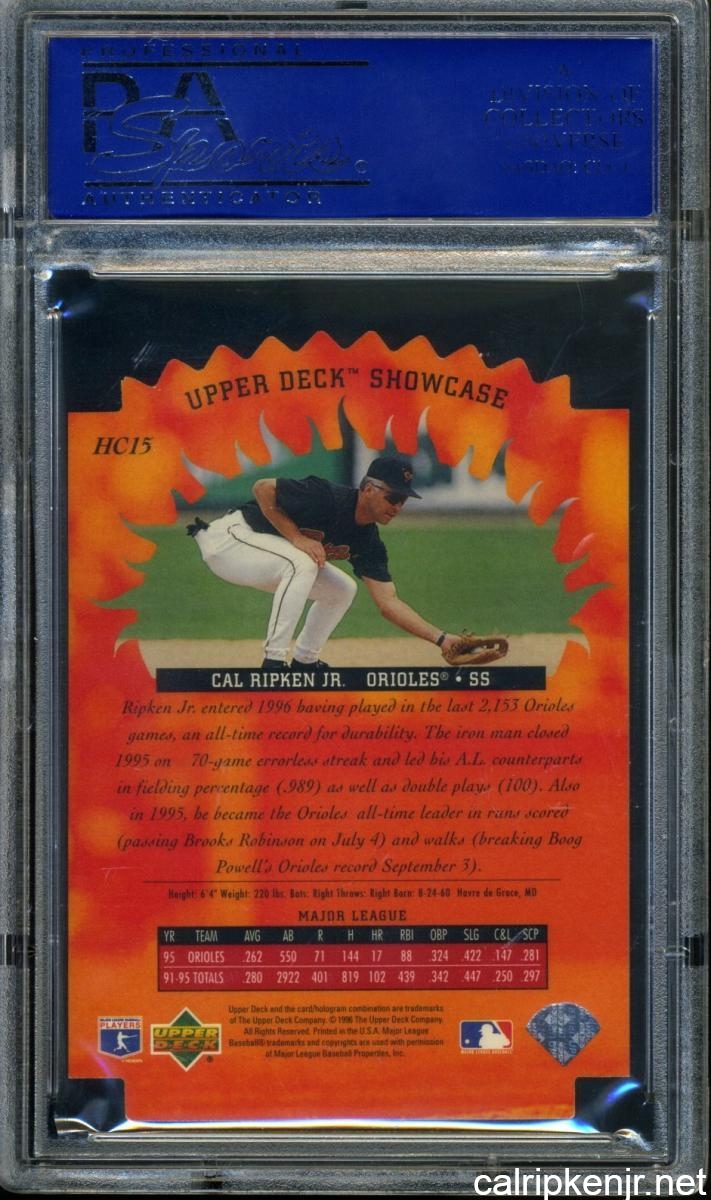 PROFESSIONAL
PSA
Sports
AUTHENTICATOR
A
DIVISION OF
COLLECTORS
UNIVERSE
UPPER DECK™ SHOWCASE
HC15
CAL RIPKEN JR. ORIOLES® • SS
Ripken Jr. entered 1996 having played in the last 2,153 Orioles
games, an all-time record for durability. The iron man closed
1995 on 70-game errorless streak and led his A.L. counterparts
in fielding percentage (.989) as well as double plays (100). Also
in 1995, he became the Orioles all-time leader in runs scored
(passing Brooks Robinson on July 4) and walks (breaking Boog
Powell's Orioles record September 3).
Height: 6'4" Weight: 220 lbs. Bats: Right Throws: Right Born: 8-24-60 Havre de Grace, MD
MAJOR LEAGUE
YR TEAM AVG AB R H HR RBI OBP SLG C&L SCP
95 ORIOLES .262 550 71 144 17 88 .324 .422 .147 .281
91-95 TOTALS .280 2922 401 819 102 439 .342 .447 .250 .297
Upper Deck and the card/hologram combination are trademarks
of The Upper Deck Company. © 1996 The Upper Deck Company.
All Rights Reserved. Printed in the U.S.A. Major League
Baseball® trademarks and copyrights are used with permission
of Major League Baseball Properties, Inc.
PLAYERS
UPPER DECK®
MAJOR LEAGUE BASEBALL
calripkenjr.net